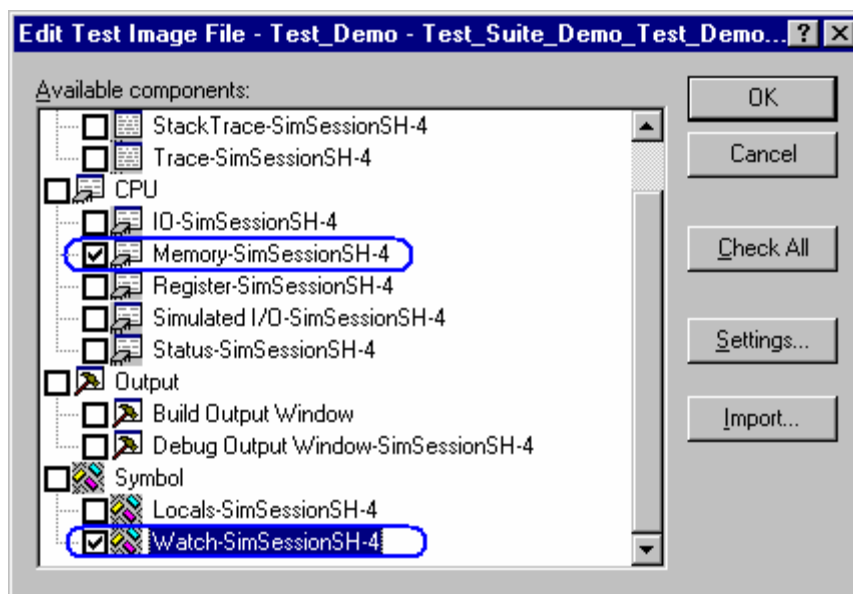 Edit Test Image File - Test_Demo - Test_Suite_Demo_Test_Demo...
Available components:
StackTrace-SimSessionSH-4
Trace-SimSessionSH-4
CPU
IO-SimSessionSH-4
Memory-SimSessionSH-4
Register-SimSessionSH-4
Simulated I/O-SimSessionSH-4
Status-SimSessionSH-4
Output
Build Output Window
Debug Output Window-SimSessionSH-4
Symbol
Locals-SimSessionSH-4
Watch-SimSessionSH-4
OK
Cancel
Check All
Settings...
Import...